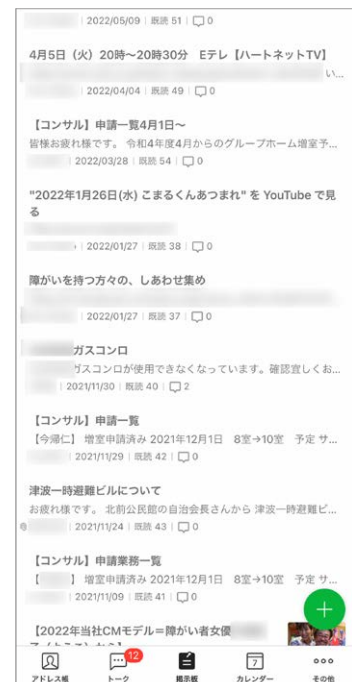 2022/05/09 | 既読 51 | 0
4月5日（火）20時～20時30分　Eテレ【ハートネットTV】
い...
2022/04/04 | 既読 49 | 0
【コンサル】申請一覧4月1日～
皆様お疲れ様です。 令和4年度4月からのグループホーム増室予...
2022/03/28 | 既読 54 | 0
"2022年1月26日(水) こまるくんあつまれ" を YouTube で見
る
2022/01/27 | 既読 38 | 0
障がいを持つ方々の、しあわせ集め
2022/01/27 | 既読 37 | 0
ガスコンロ
ガスコンロが使用できなくなっています。確認宜しくお...
2021/11/30 | 既読 40 | 2
【コンサル】申請一覧
【今帰仁】 増室申請済み 2021年12月1日　8室→10室　予定 サ...
2021/11/29 | 既読 42 | 0
津波一時避難ビルについて
お疲れ様です。 北前公民館の自治会長さんから 津波一時避難ビ...
2021/11/24 | 既読 43 | 0
【コンサル】申請業務一覧
【　　】 増室申請済み 2021年12月1日　8室→10室　予定 サ...
2021/11/09 | 既読 41 | 0
【2022年当社CMモデル＝障がい者女優
アドレス帳
12
トーク
掲示板
7
カレンダー
その他